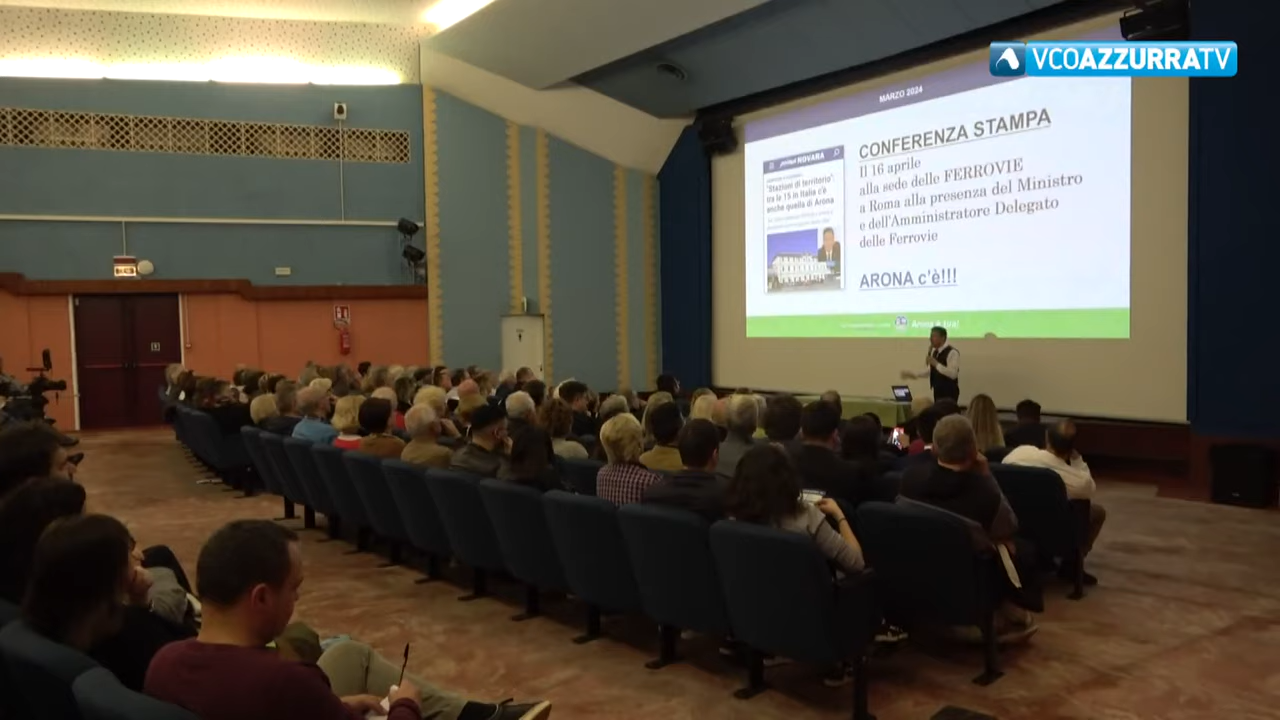 VCOAZZURRATV
MARZO 2024
CONFERENZA STAMPA
Il 16 aprile
alla sede delle FERROVIE
a Roma alla presenza del Ministro
e dell'Amministratore Delegato
delle Ferrovie
ARONA c'è!!!
NOVARA
"Stazioni di territorio":
tra le 15 in Italia c'è
anche quella di Arona